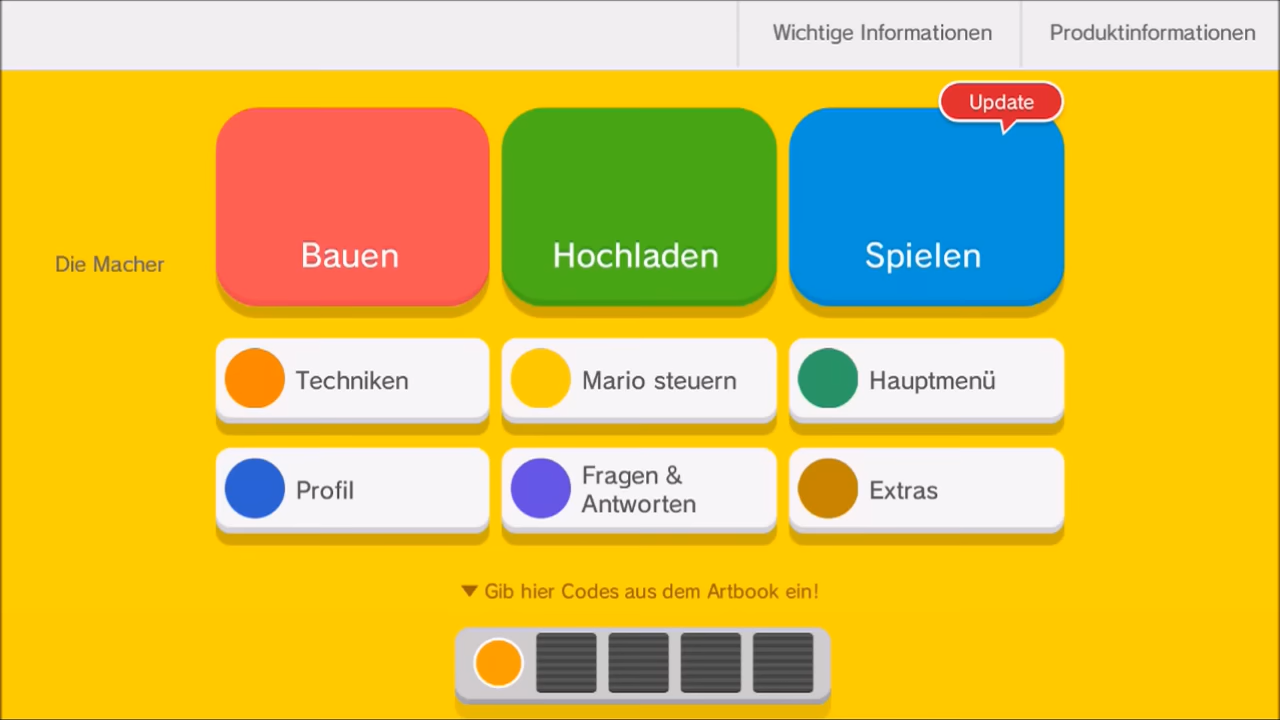 Wichtige Informationen
Produktinformationen
Update
Bauen
Hochladen
Spielen
Die Macher
Techniken
Mario steuern
Hauptmenü
Profil
Fragen &
Antworten
Extras
Gib hier Codes aus dem Artbook ein!